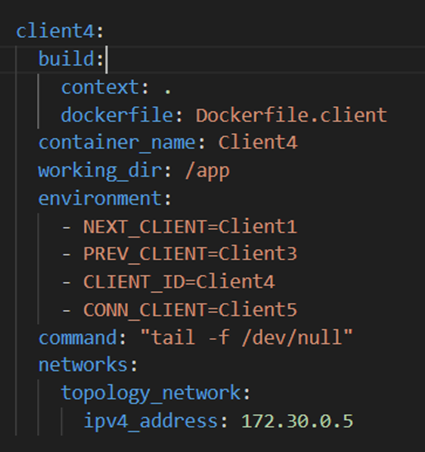 client4:
build:
context: .
dockerfile: Dockerfile.client
container_name: Client4
working_dir: /app
environment:
- NEXT_CLIENT=Client1
- PREV_CLIENT=Client3
- CLIENT_ID=Client4
- CONN_CLIENT=Client5
command: "tail -f /dev/null"
networks:
topology_network:
ipv4_address: 172.30.0.5